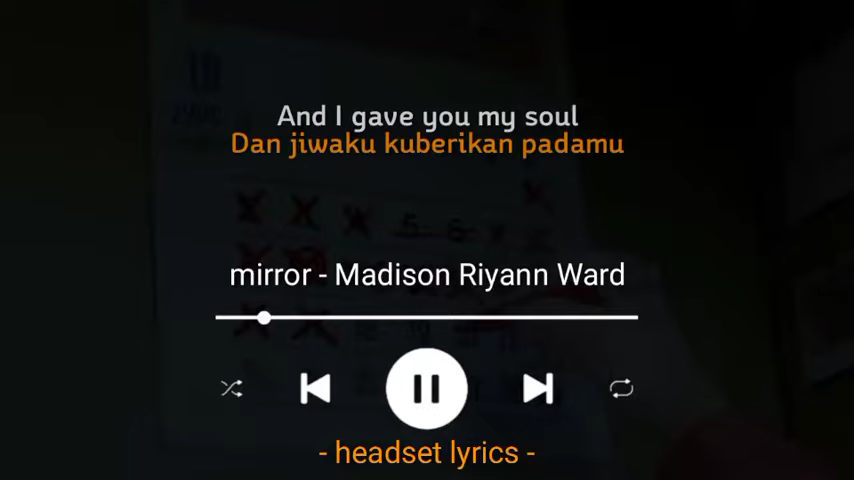 And I gave you my soul
Dan jiwaku kuberikan padamu
mirror - Madison Riyann Ward
- headset lyrics -